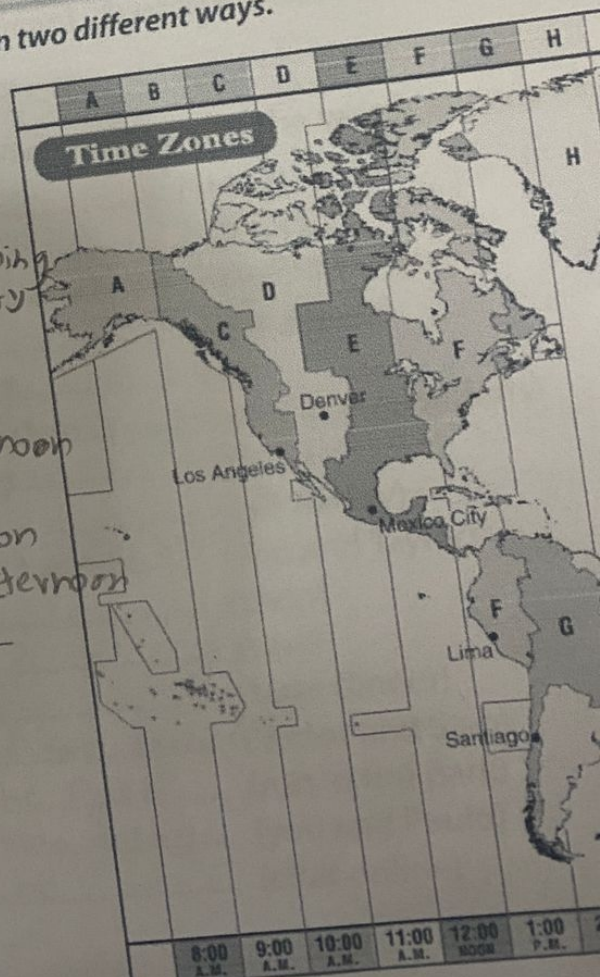 n two different ways.
A B C D E F G H
Time Zones
H
A
D
C
E
F
Denver
Los Angeles
noon
Mexico City
on
ternoon
F
G
Lima
Santiago
8:00 9:00 10:00 11:00 12:00 1:00
A.M. A.M. A.M. A.M. NOON P.M.